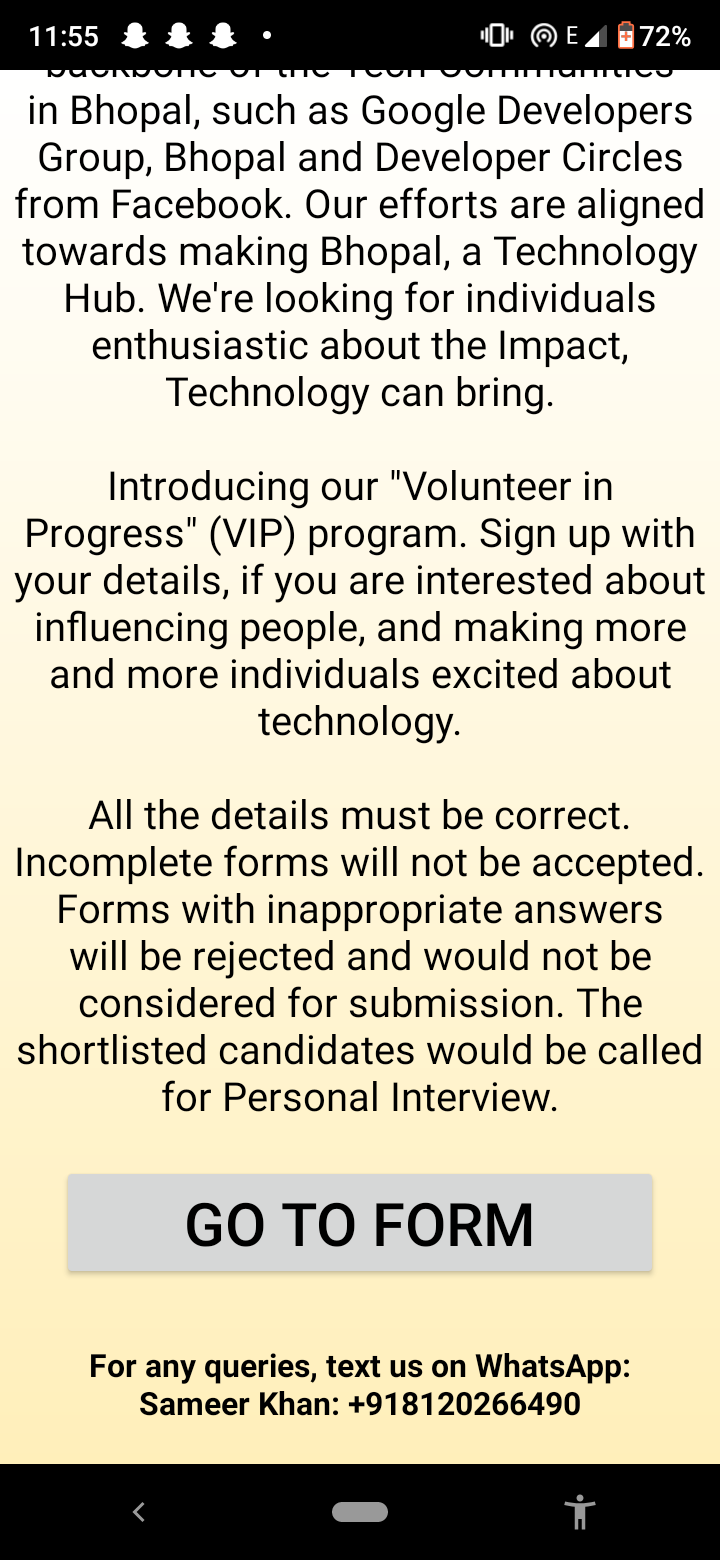 11:55 E 72%
backbone of the Tech Communities
in Bhopal, such as Google Developers
Group, Bhopal and Developer Circles
from Facebook. Our efforts are aligned
towards making Bhopal, a Technology
Hub. We're looking for individuals
enthusiastic about the Impact,
Technology can bring.
Introducing our "Volunteer in
Progress" (VIP) program. Sign up with
your details, if you are interested about
influencing people, and making more
and more individuals excited about
technology.
All the details must be correct.
Incomplete forms will not be accepted.
Forms with inappropriate answers
will be rejected and would not be
considered for submission. The
shortlisted candidates would be called
for Personal Interview.
GO TO FORM
For any queries, text us on WhatsApp:
Sameer Khan: +918120266490